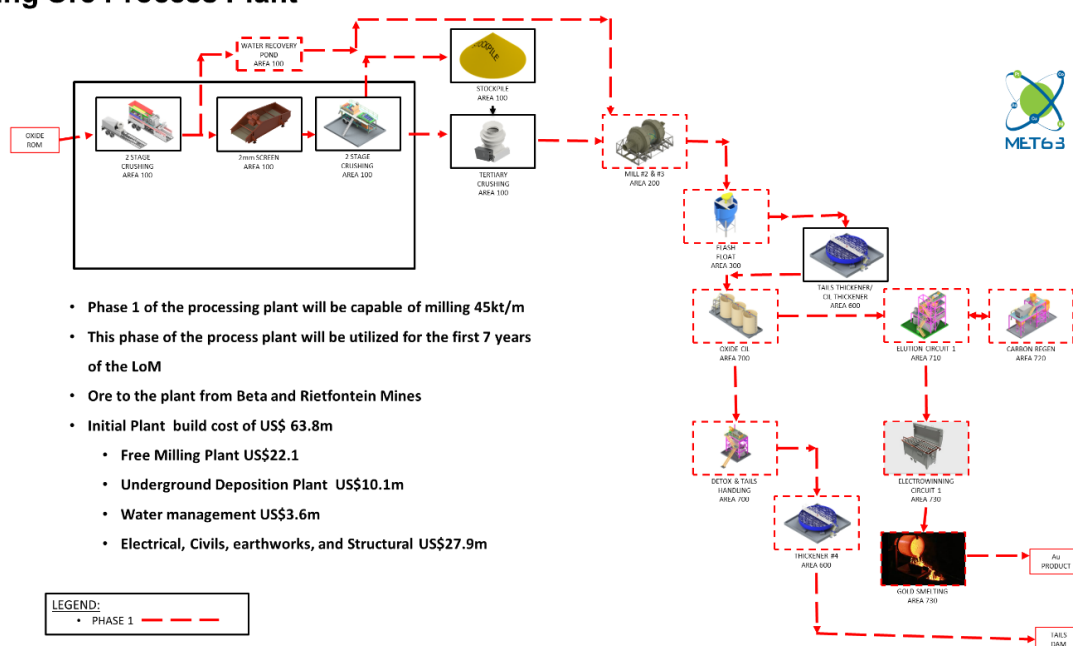 Ore Process Plant
WATER RECOVERY
POND
AREA 100
STOCKPILE
STOCKPILE
AREA 100
OXIDE
ROM
2 STAGE
CRUSHING
AREA 100
2mm SCREEN
AREA 100
2 STAGE
CRUSHING
AREA 100
TERTIARY
CRUSHING
AREA 100
MILL #2 & #3
AREA 200
MET63
FLASH
FLOAT
AREA 300
TAILS THICKENER/
CIL THICKENER
AREA 600
OXIDE CIL
AREA 700
ELUTION CIRCUIT 1
AREA 710
CARBON REGEN
AREA 720
• Phase 1 of the processing plant will be capable of milling 45kt/m
• This phase of the process plant will be utilized for the first 7 years
of the LoM
• Ore to the plant from Beta and Rietfontein Mines
• Initial Plant build cost of US$ 63.8m
• Free Milling Plant US$22.1
• Underground Deposition Plant US$10.1m
• Water management US$3.6m
• Electrical, Civils, earthworks, and Structural US$27.9m
DETOX & TAILS
HANDLING
AREA 700
ELECTROWINNING
CIRCUIT 1
AREA 730
THICKENER #4
AREA 600
GOLD SMELTING
AREA 730
Au
PRODUCT
TAILS
DAM
LEGEND:
• PHASE 1